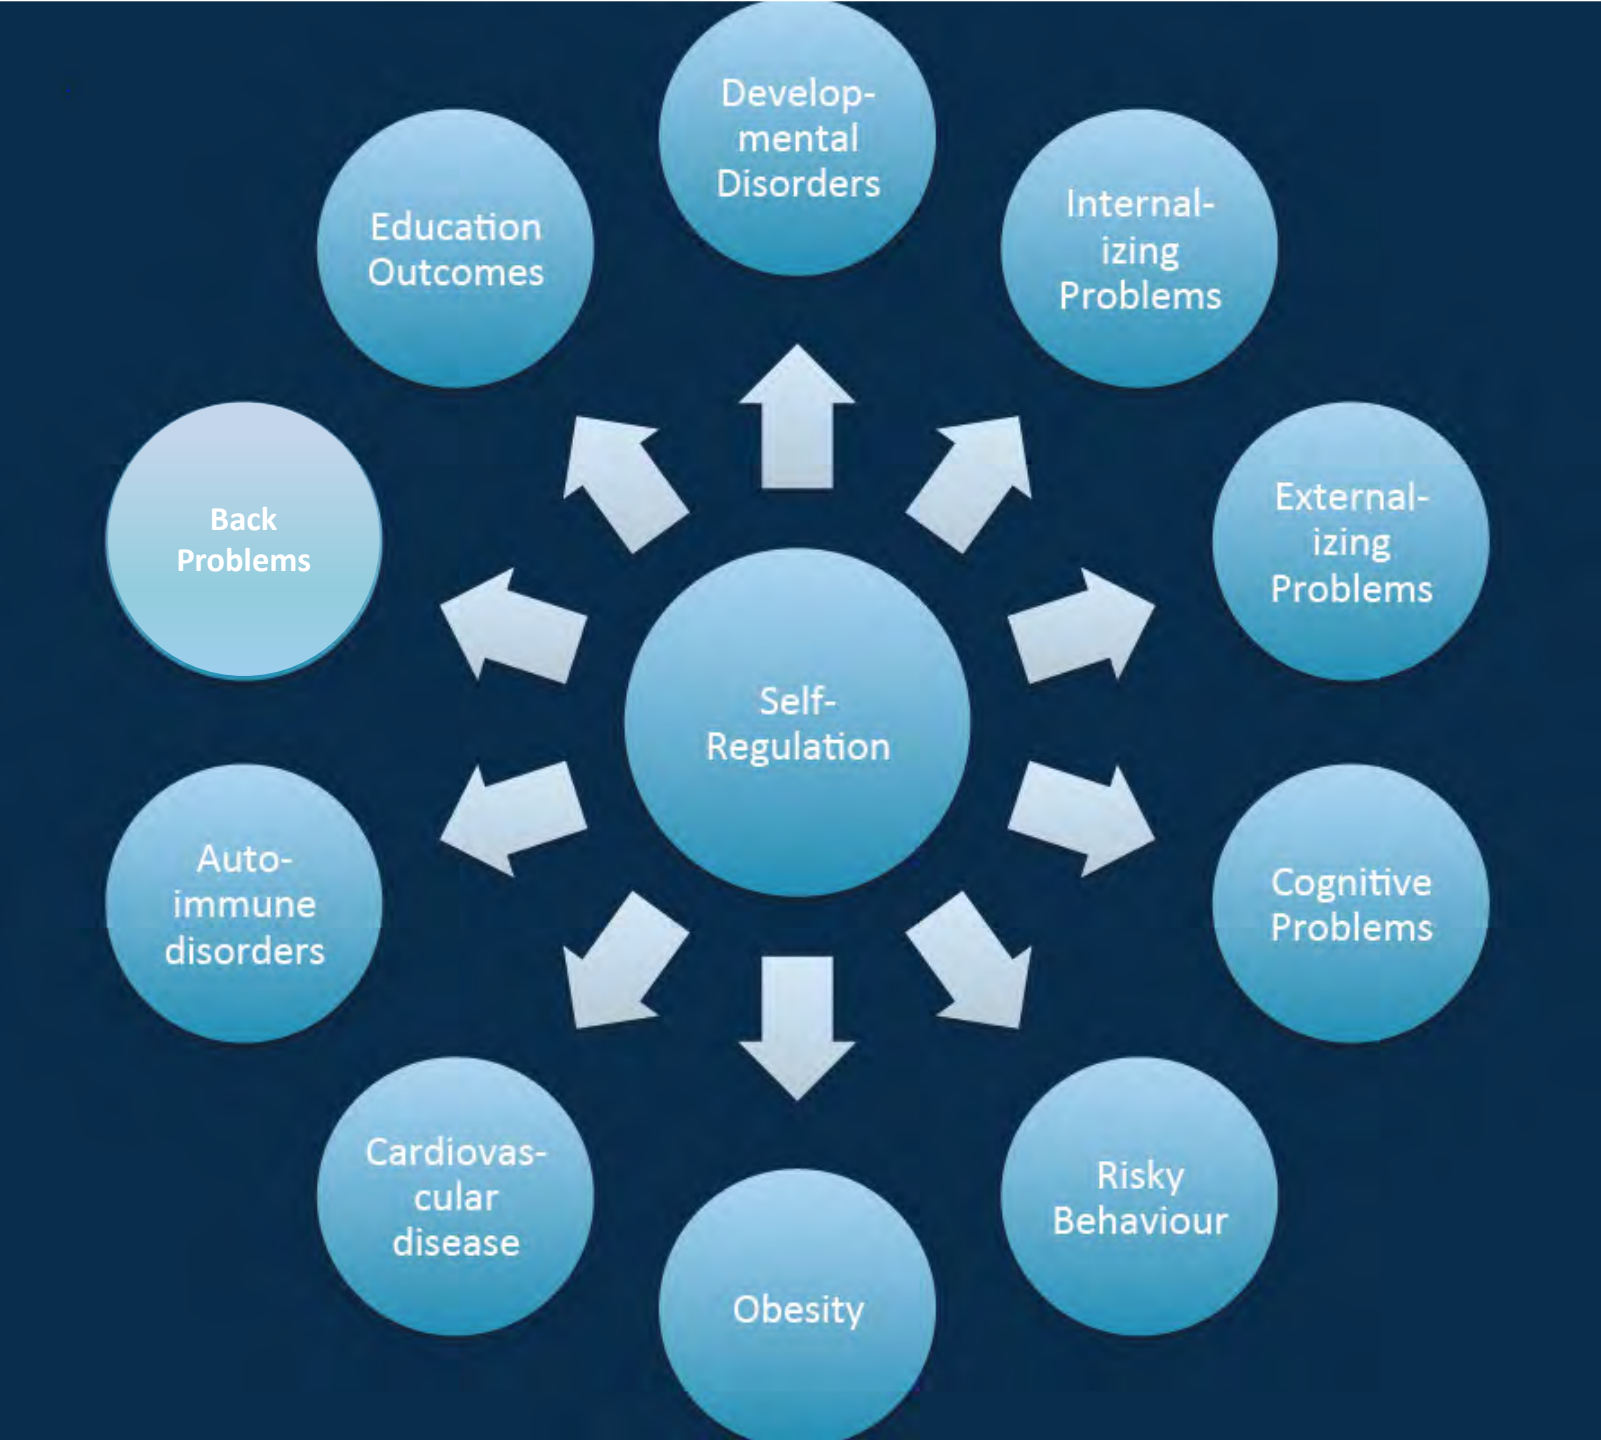 Develop-
mental
Disorders
Internal-
izing
Problems
External-
izing
Problems
Cognitive
Problems
Risky
Behaviour
Obesity
Cardiovas-
cular
disease
Auto-
immune
disorders
Back
Problems
Education
Outcomes
Self-
Regulation